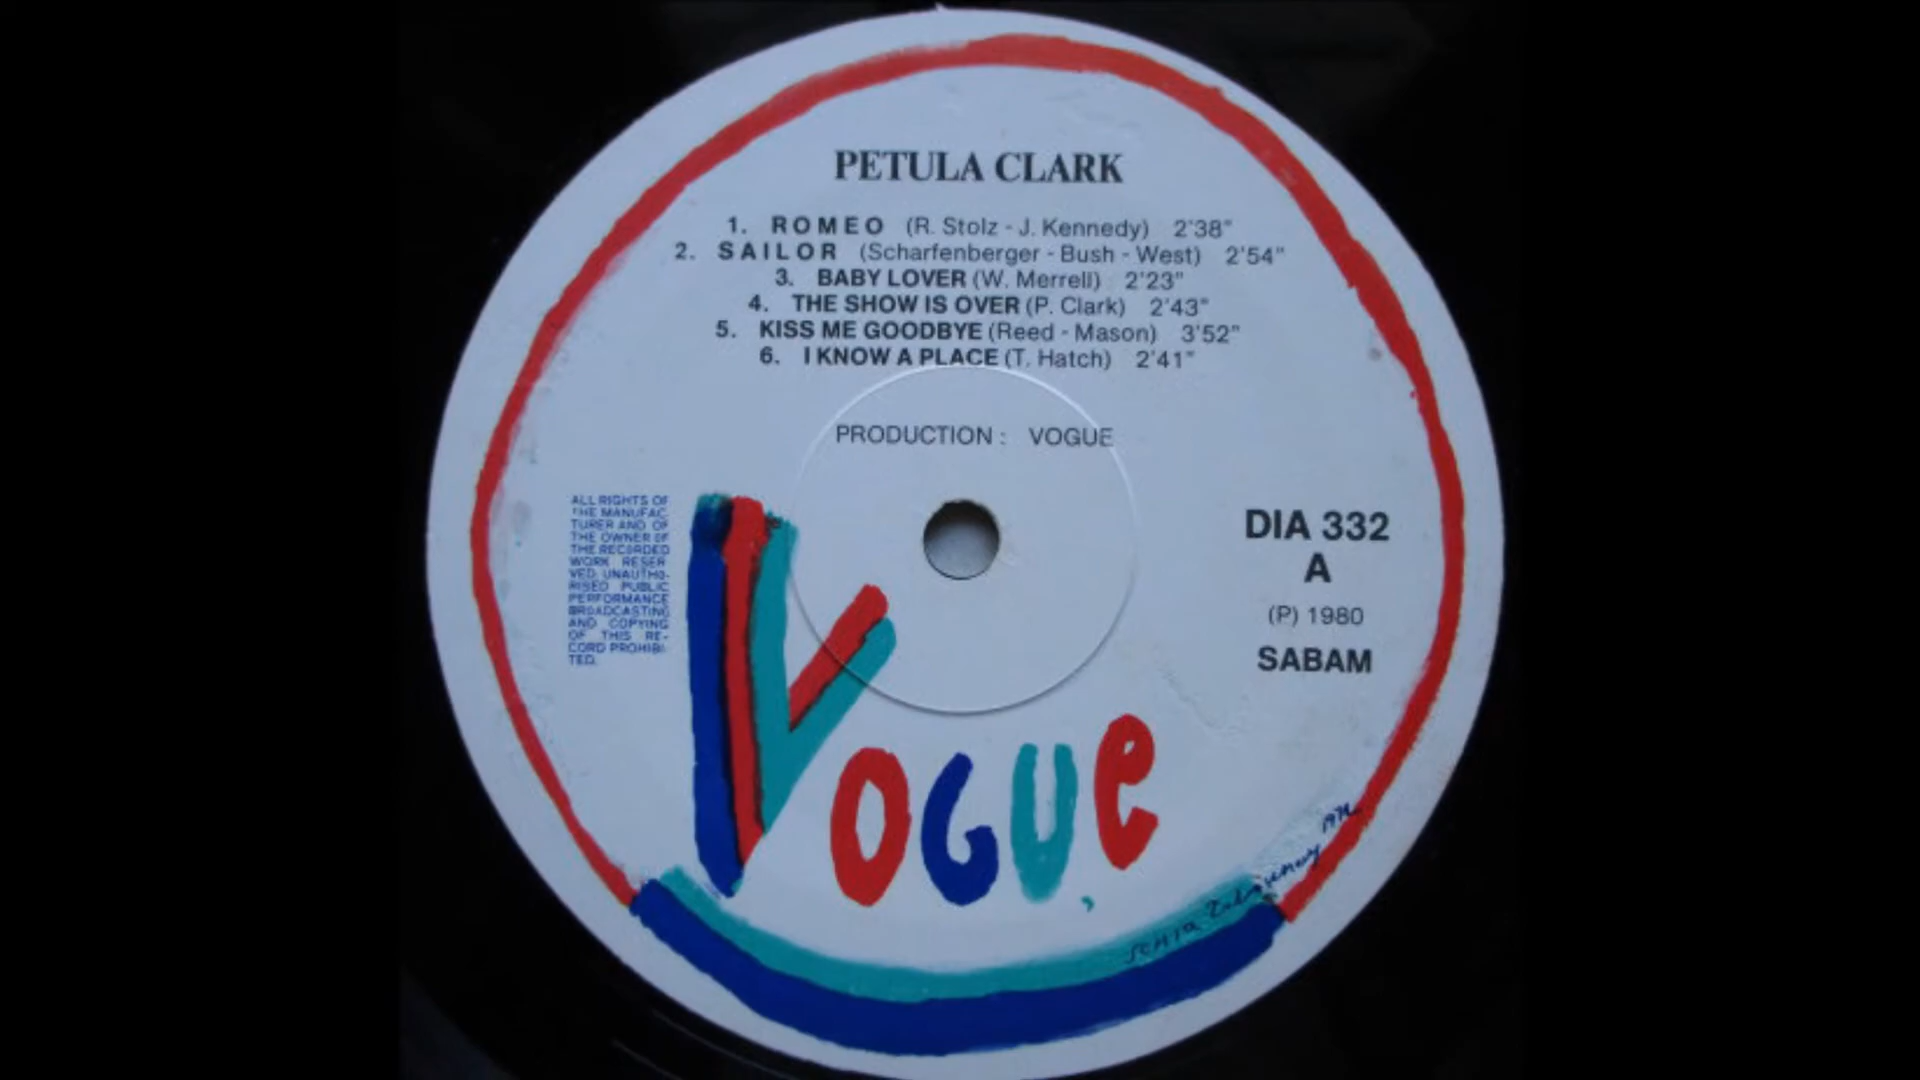 PETULA CLARK
1. ROMEO (R. Stolz - J. Kennedy) 2'38"
2. SAILOR (Scharfenberger - Bush - West) 2'54"
3. BABY LOVER (W. Merrell) 2'23"
4. THE SHOW IS OVER (P. Clark) 2'43"
5. KISS ME GOODBYE (Reed - Mason) 3'52"
6. I KNOW A PLACE (T. Hatch) 2'41"
PRODUCTION : VOGUE
ALL RIGHTS OF
THE MANUFAC-
TURER AND OF
THE OWNER OF
THE RECORDED
WORK RESER-
VED. UNAUTHO-
RISED PUBLIC
PERFORMANCE
BROADCASTING
AND COPYING
OF THIS RE-
CORD PROHIBI-
TED.
DIA 332
A
(P) 1980
SABAM
VOGUE
Sonia Delaunay